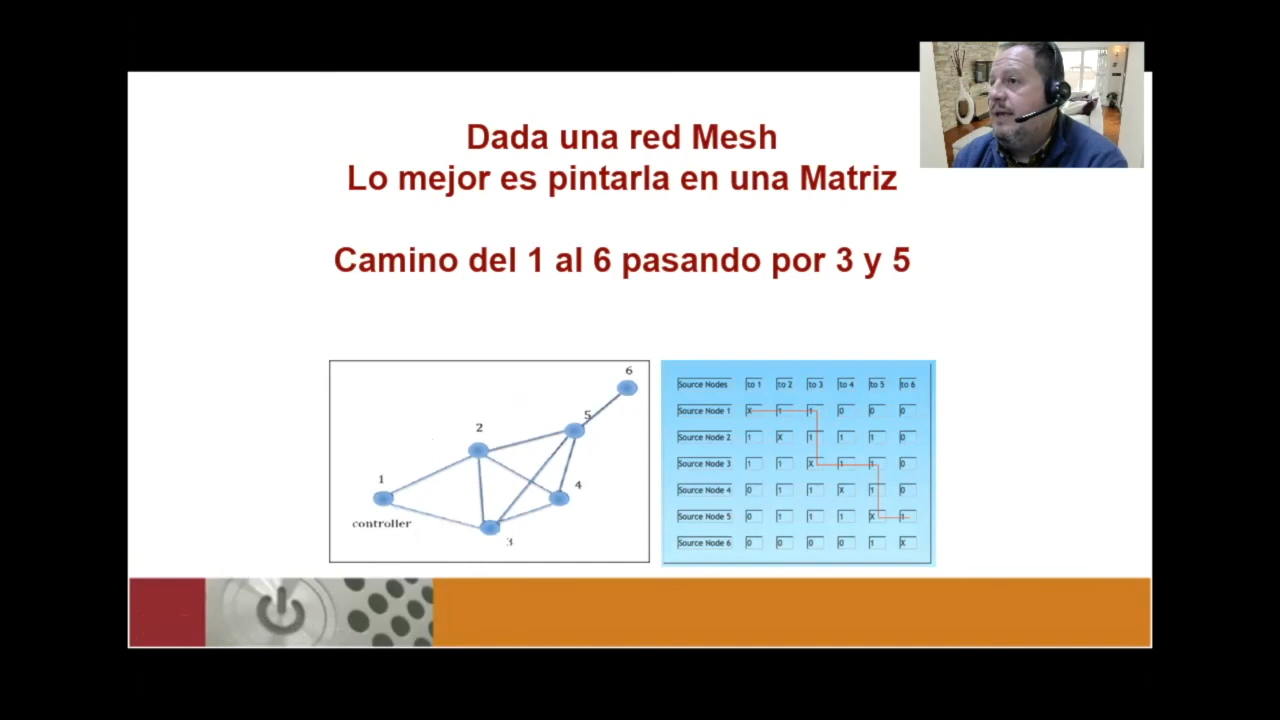 Dada una red Mesh
Lo mejor es pintarla en una Matriz
Camino del 1 al 6 pasando por 3 y 5
6
5
2
4
1
controller
3
Source Nodes to 1 to 2 to 3 to 4 to 5 to 6
Source Node 1 X 1 1 0 0 0
Source Node 2 1 X 1 1 1 0
Source Node 3 1 1 X 1 1 0
Source Node 4 0 1 1 X 1 0
Source Node 5 0 1 1 1 X 1
Source Node 6 0 0 0 0 1 X